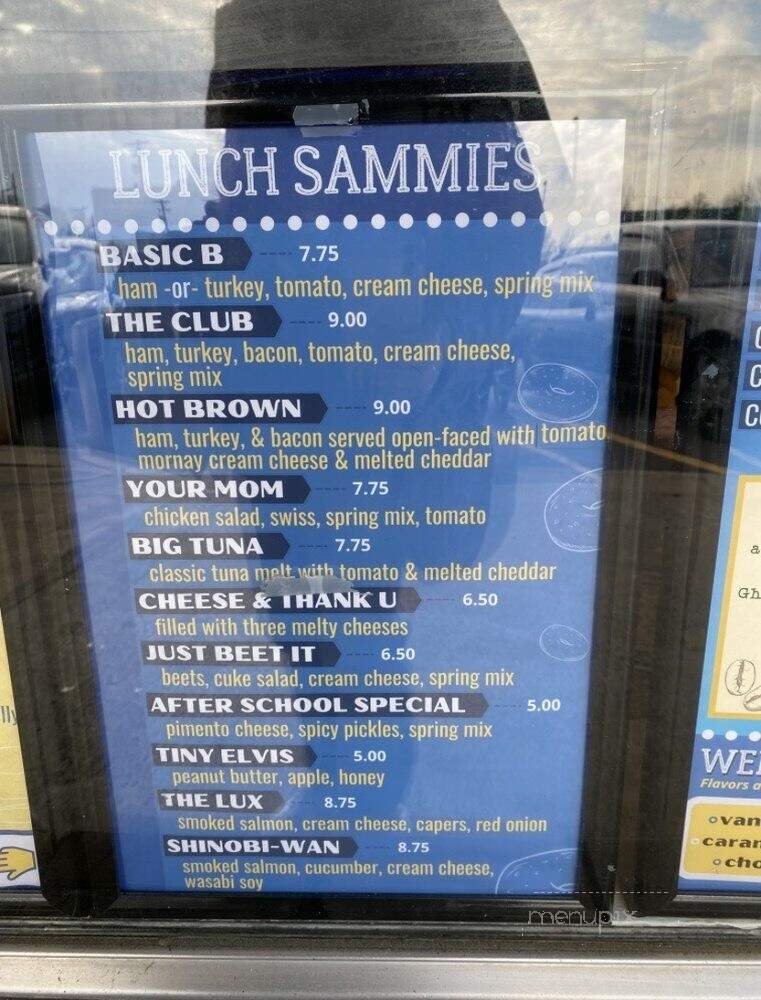 LUNCH SAMMIES
BASIC B 7.75
ham -or- turkey, tomato, cream cheese, spring mix
THE CLUB 9.00
ham, turkey, bacon, tomato, cream cheese,
spring mix
HOT BROWN 9.00
ham, turkey, & bacon served open-faced with tomato
mornay cream cheese & melted cheddar
YOUR MOM 7.75
chicken salad, swiss, spring mix, tomato
BIG TUNA 7.75
classic tuna melt with tomato & melted cheddar
CHEESE & THANK U 6.50
filled with three melty cheeses
JUST BEET IT 6.50
beets, cuke salad, cream cheese, spring mix
AFTER SCHOOL SPECIAL 5.00
pimento cheese, spicy pickles, spring mix
TINY ELVIS 5.00
peanut butter, apple, honey
THE LUX 8.75
smoked salmon, cream cheese, capers, red onion
SHINOBI-WAN 8.75
smoked salmon, cucumber, cream cheese,
wasabi soy
Gh
Flavors
menupix